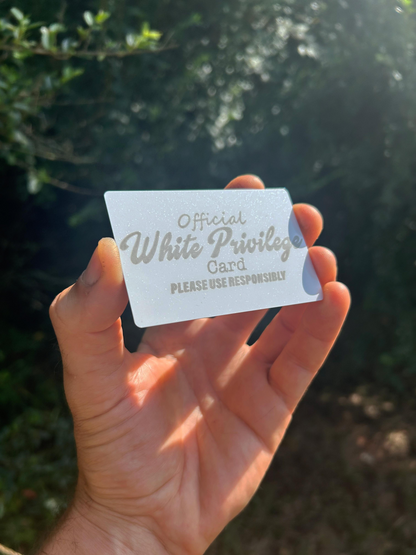 Official
White Privilege
Card
PLEASE USE RESPONSIBLY